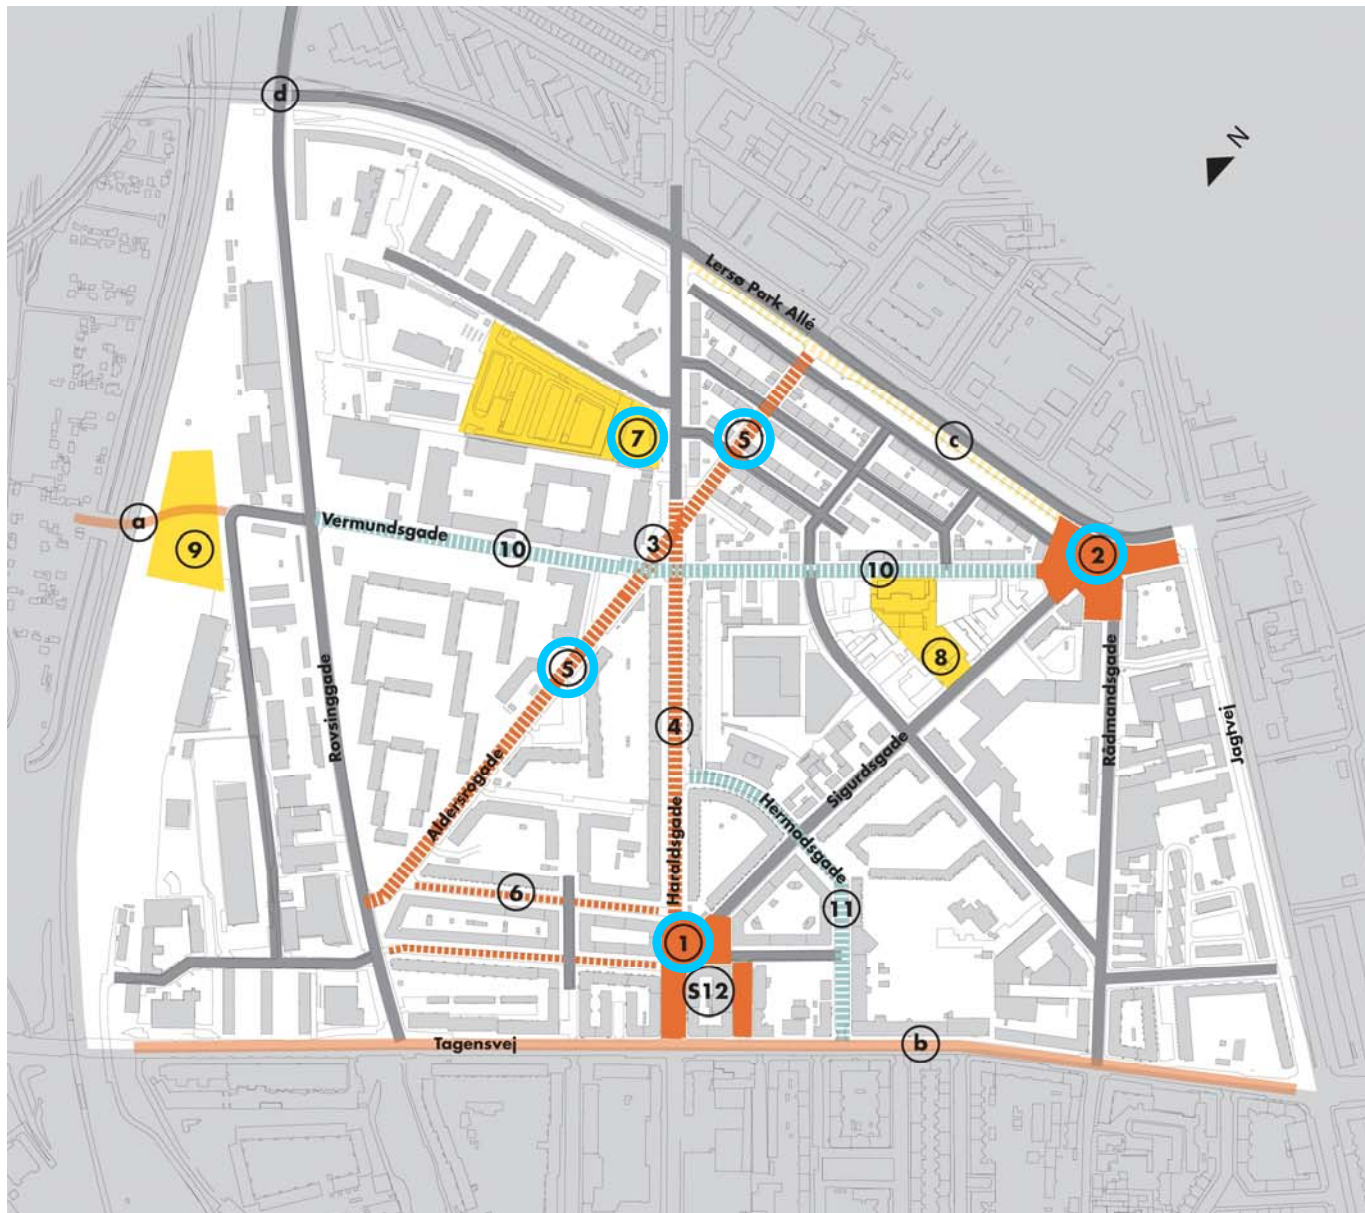 d
N
Lersø Park Allé
7
5
c
a
Vermundsgade
9
10
3
10
2
5
8
Rovsinggade
4
Rådmandsgade
Jagtvej
Aldersrogade
Sigurdsgade
Hermodsgade
Haraldsgade
6
11
1
S12
Tagensvej
b